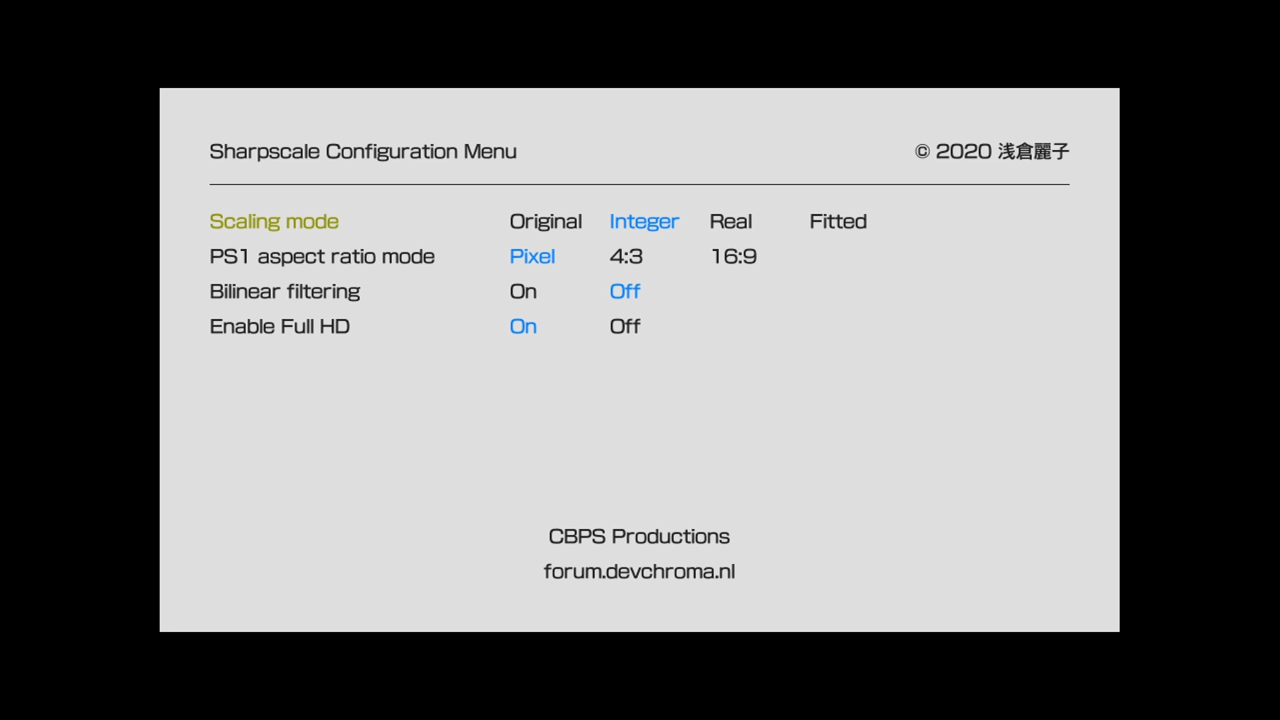 Sharpscale Configuration Menu © 2020 浅倉麗子
Scaling mode Original Integer Real Fitted
PS1 aspect ratio mode Pixel 4:3 16:9
Bilinear filtering On Off
Enable Full HD On Off
CBPS Productions
forum.devchroma.nl